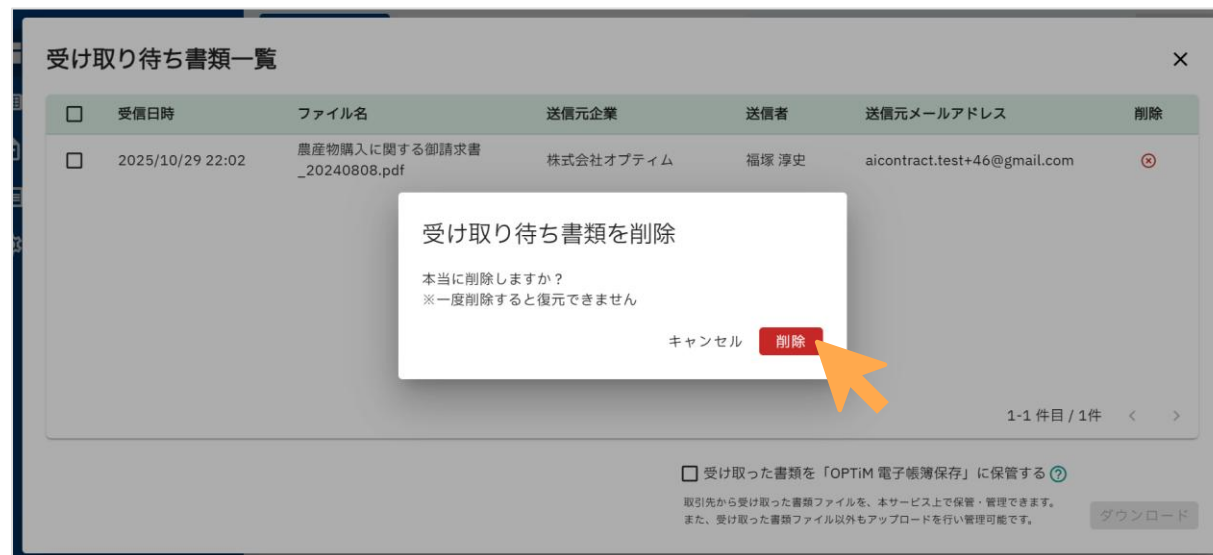 受け取り待ち書類一覧
受信日時 ファイル名 送信元企業 送信者 送信元メールアドレス 削除
2025/10/29 22:02 農産物購入に関する御請求書 株式会社オプティム 福塚 淳史 aicontract.test+46@gmail.com
_20240808.pdf
受け取り待ち書類を削除
本当に削除しますか？
※一度削除すると復元できません
キャンセル 削除
1-1 件目 / 1件
受け取った書類を「OPTiM 電子帳簿保存」に保管する
取引先から受け取った書類ファイルを、本サービス上で保管・管理できます。
また、受け取った書類ファイル以外もアップロードを行い管理可能です。
ダウンロード